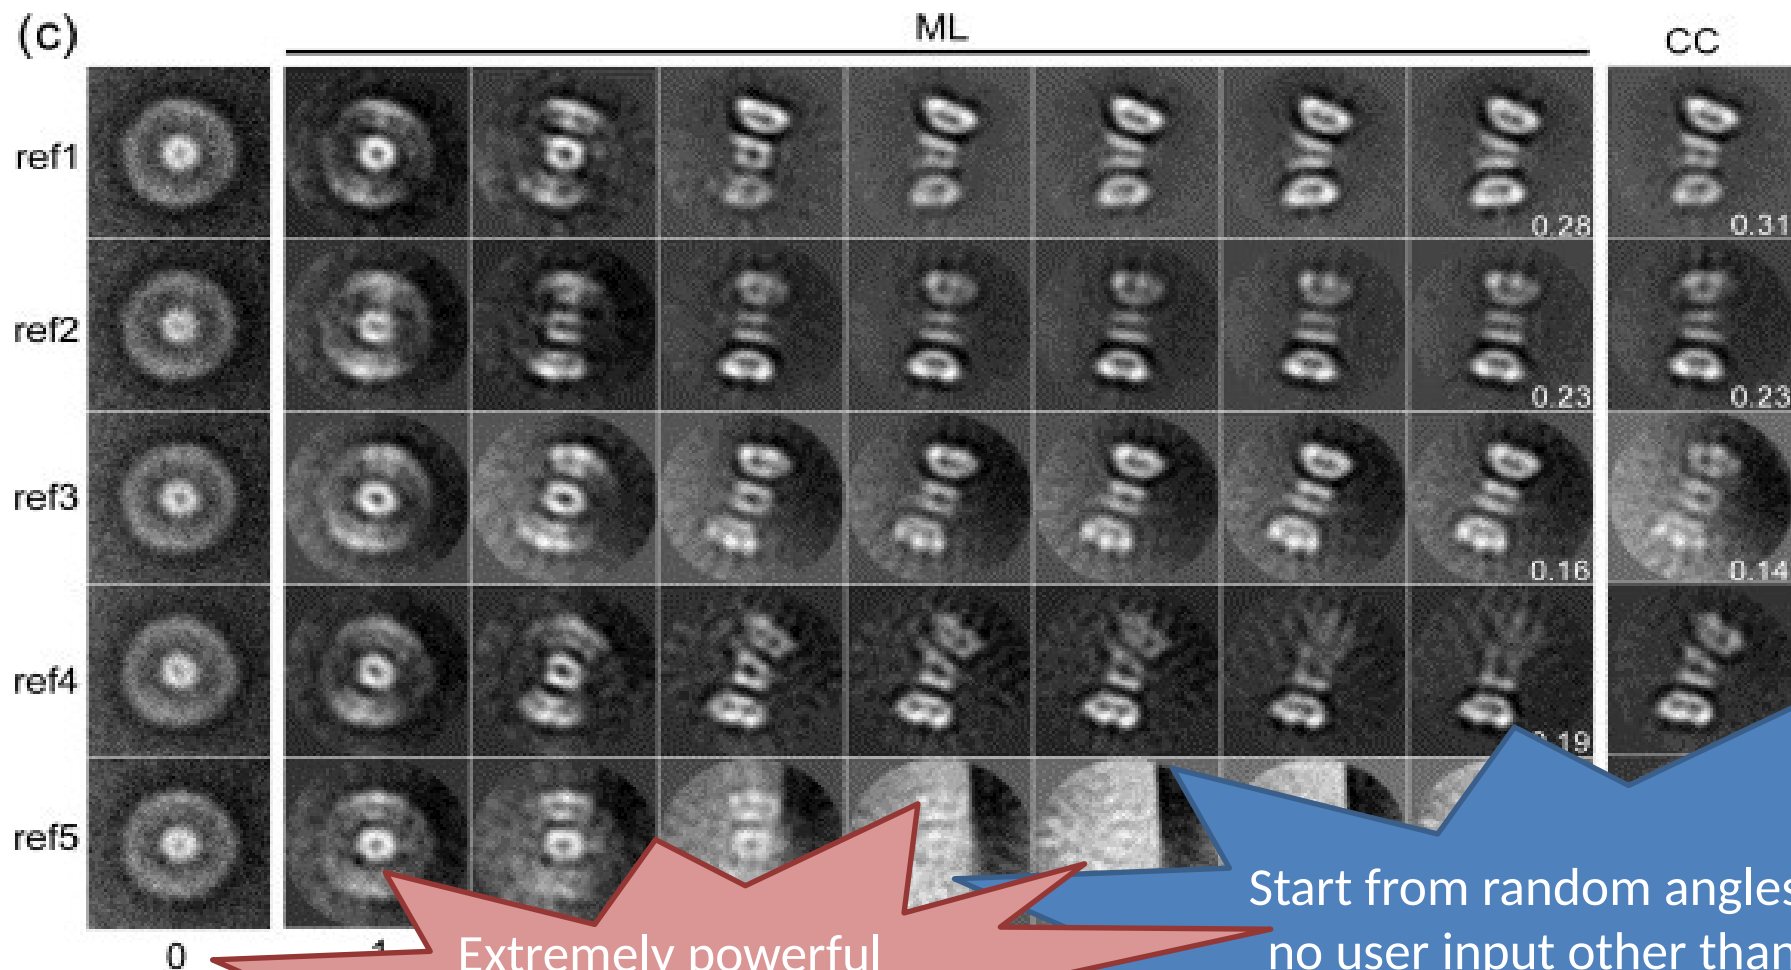 (c)
ML
CC
ref1
0.28
0.31
ref2
0.23
0.23
ref3
0.16
0.14
ref4
ref5
0
Extremely powerful
Start from random angles
no user input other than